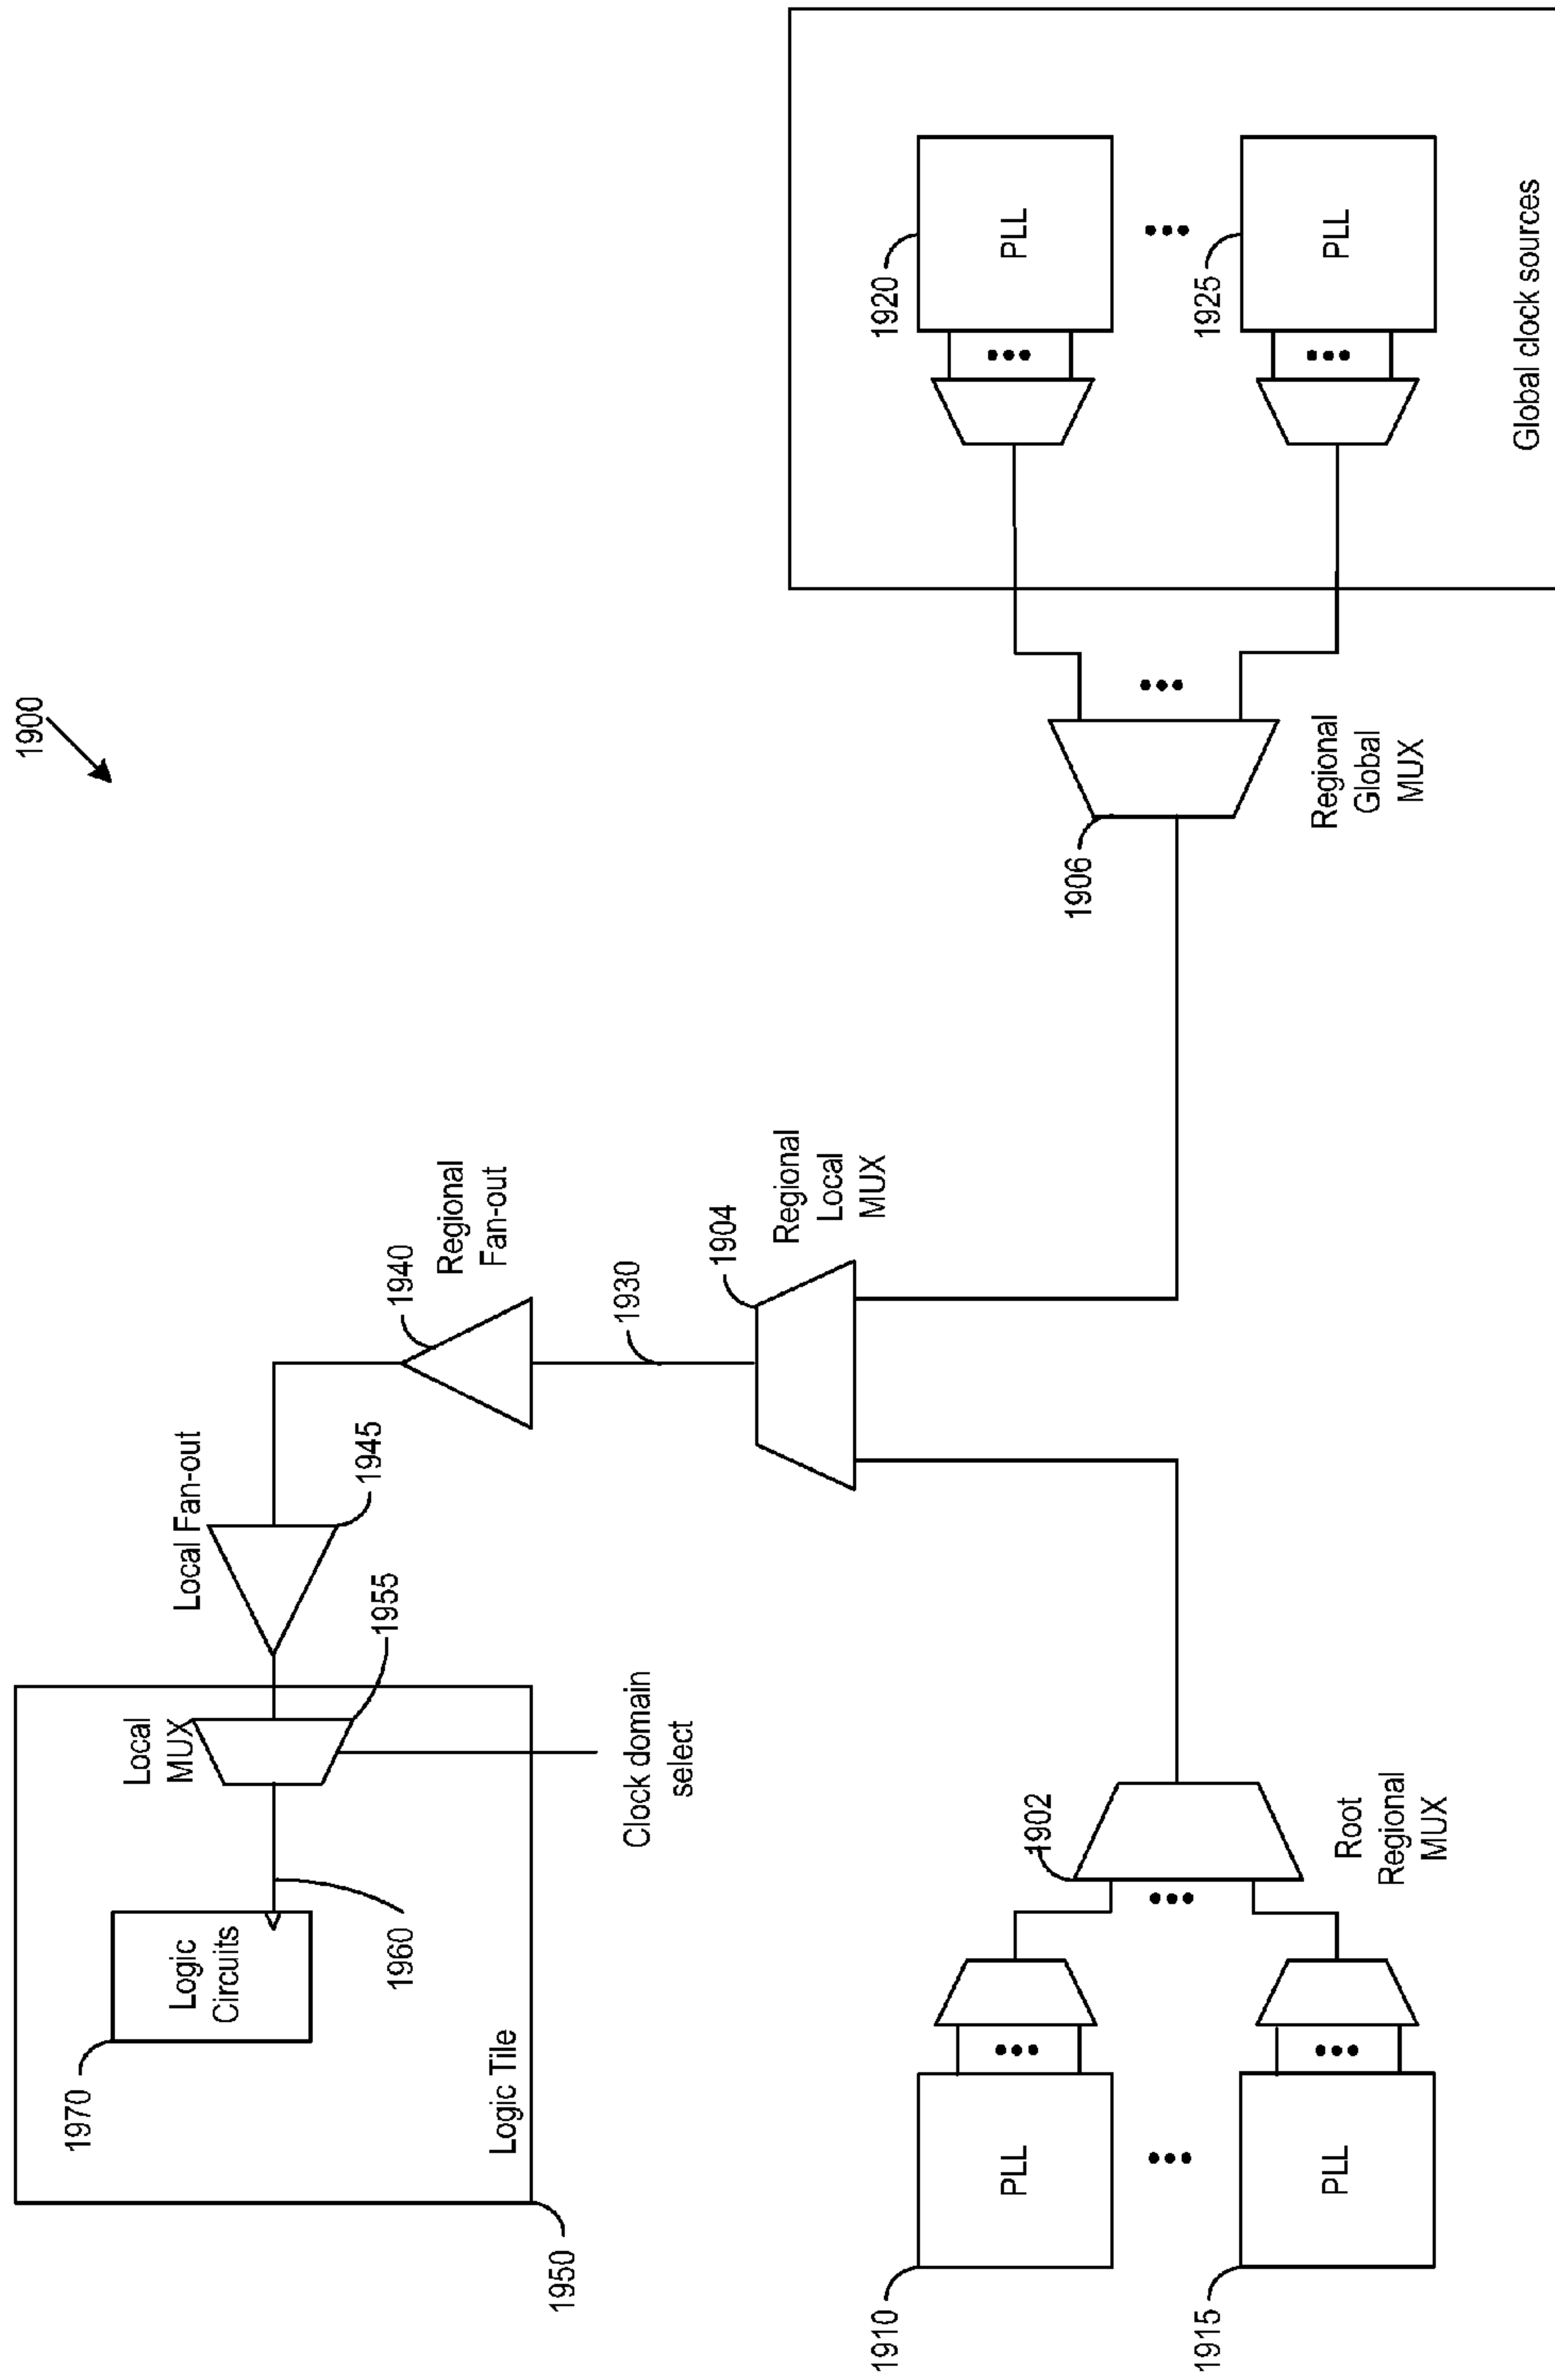 1900
1970
Logic
Circuits
1960
Local
MUX
1955
Local Fan-out
1945
Logic Tile
1950
Clock domain
select
1940
Regional
Fan-out
1930
1904
Regional
Local
MUX
1910
PLL
1915
PLL
1902
Root
Regional
MUX
1906
Regional
Global
MUX
1920
PLL
1925
PLL
Global clock sources